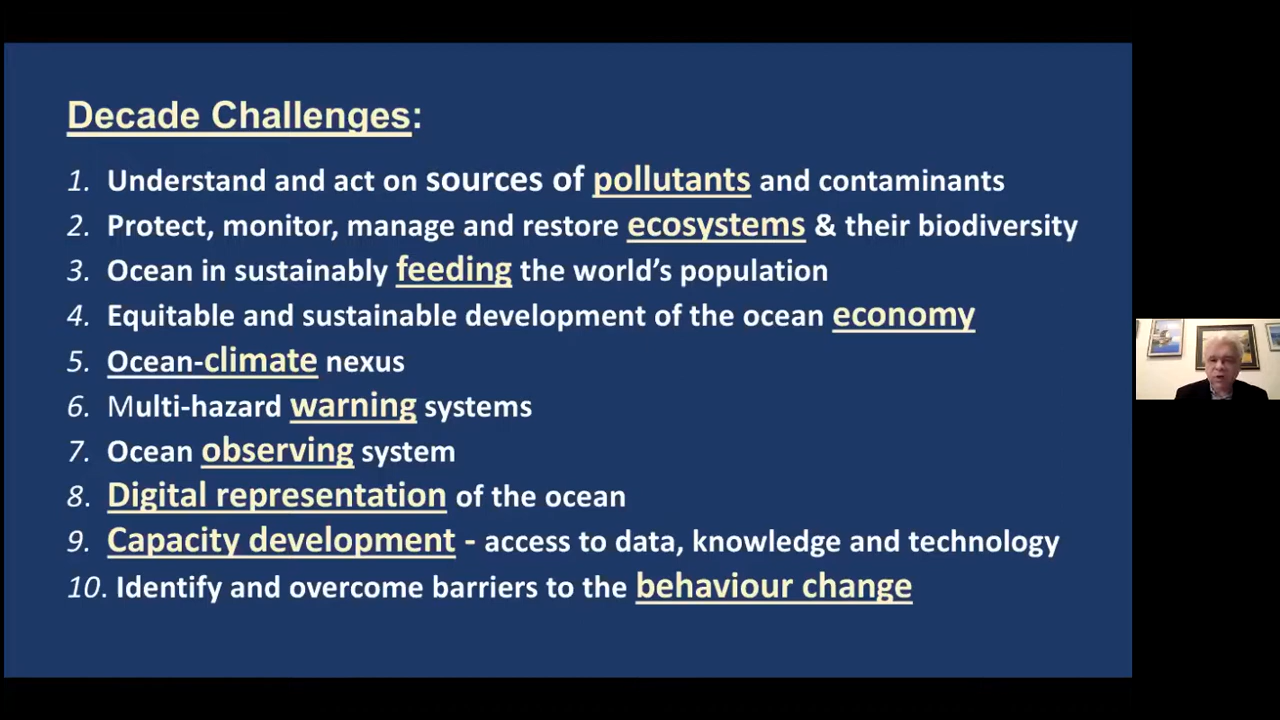 Decade Challenges:
1. Understand and act on sources of pollutants and contaminants
2. Protect, monitor, manage and restore ecosystems & their biodiversity
3. Ocean in sustainably feeding the world’s population
4. Equitable and sustainable development of the ocean economy
5. Ocean-climate nexus
6. Multi-hazard warning systems
7. Ocean observing system
8. Digital representation of the ocean
9. Capacity development - access to data, knowledge and technology
10. Identify and overcome barriers to the behaviour change